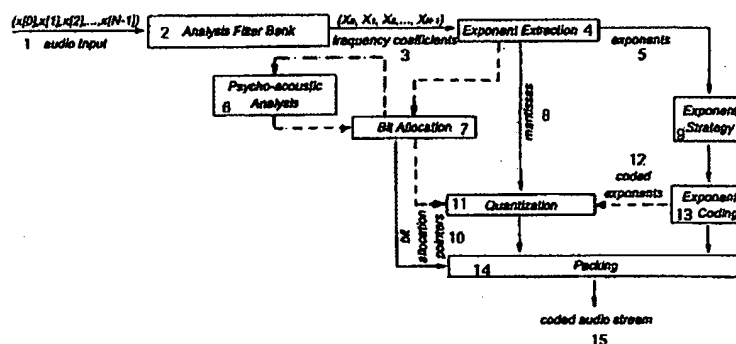 (x[0],x[1],x[2],...,x[N-1])
1 audio input
2 Analysis Filter Bank
(X₀, X₁, X₂,..., X_N-1)
frequency coefficients
3
Exponent Extraction 4
exponents
5
Psycho-acoustic
6 Analysis
Bit Allocation 7
mantissas
8
Exponent
9 Strategy
12
coded
exponents
11 Quantization
Exponent
13 Coding
bit
allocation
pointers
10
14 Packing
coded audio stream
15